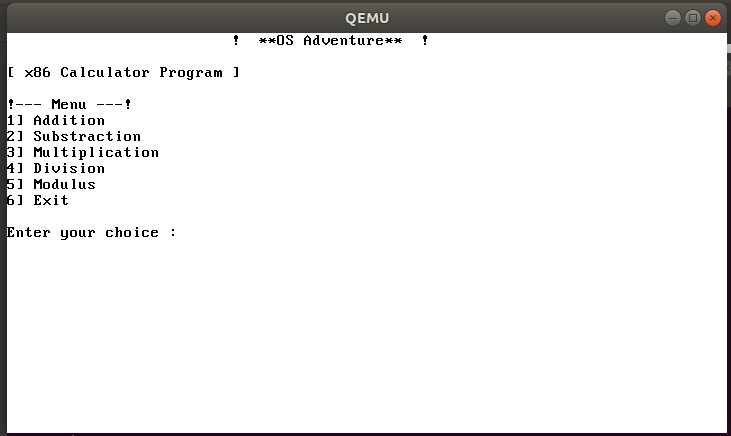 QEMU
! **OS Adventure** !
[ x86 Calculator Program ]
!--- Menu ---!
1] Addition
2] Substraction
3] Multiplication
4] Division
5] Modulus
6] Exit
Enter your choice :